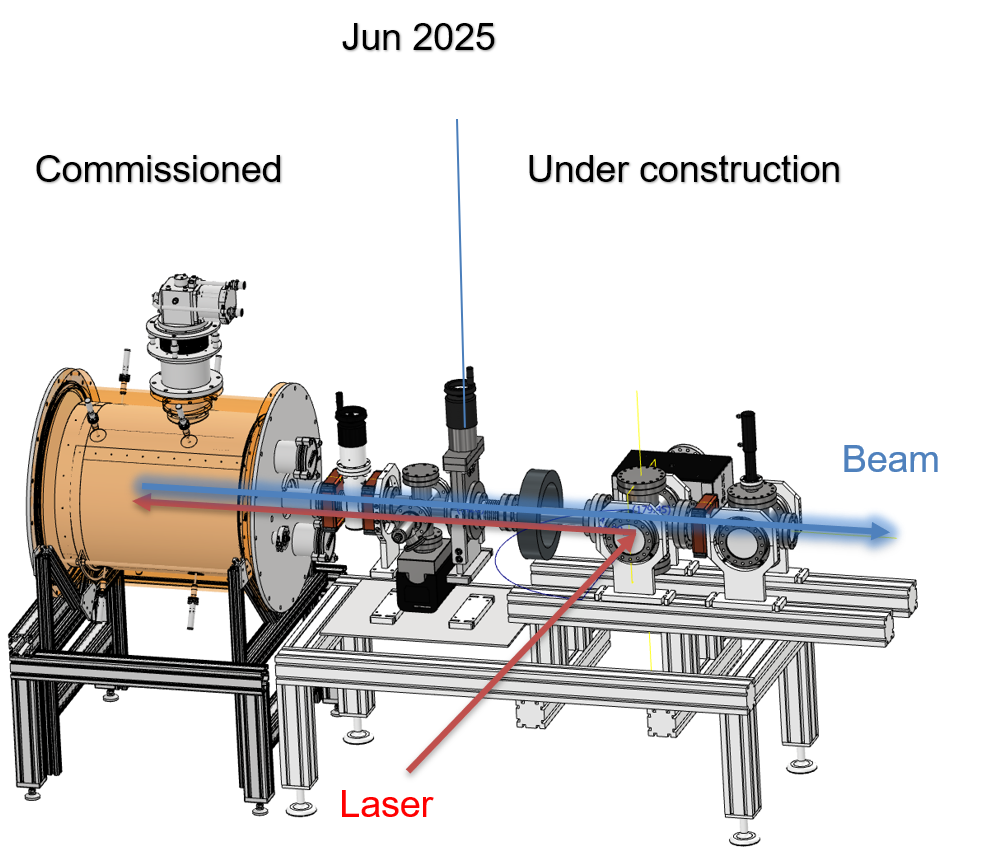 Jun 2025
Commissioned
Under construction
Beam
Laser